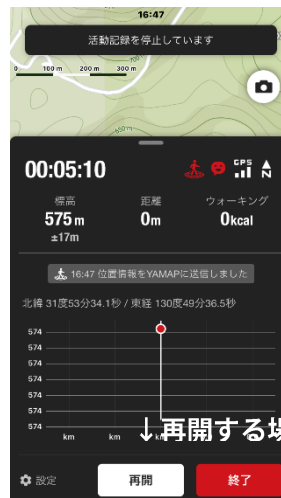 16:47
活動記録を停止しています
0 100 m 200 m 300 m
550m
00:05:10
GPS
N
標高 距離 ウォーキング
575 m 0m 0kcal
±17m
16:47 位置情報をYAMAPに送信しました
北緯 31度53分34.1秒 / 東経 130度49分36.5秒
574
574
574
574
574
574
574
km km km km
↓再開する場
設定 再開 終了